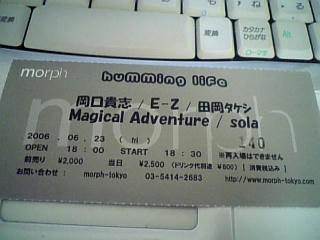 カタカナ
ひらがな
ローマ字
Alt
morph
humming life
岡口貴志 / E-Z / 田岡タケシ
Magical Adventure / sola
morph
2006 . 06 . 23 ( fri )
140
OPEN 18 : 00 START 18 : 30 ※再入場はできません
前売り ¥2,000 当日 ¥2,500 (ドリンク代別途 ¥600) [消費税込み]
お問い合わせ : morph-tokyo 03-5414-2683 http://www.morph-tokyo.com